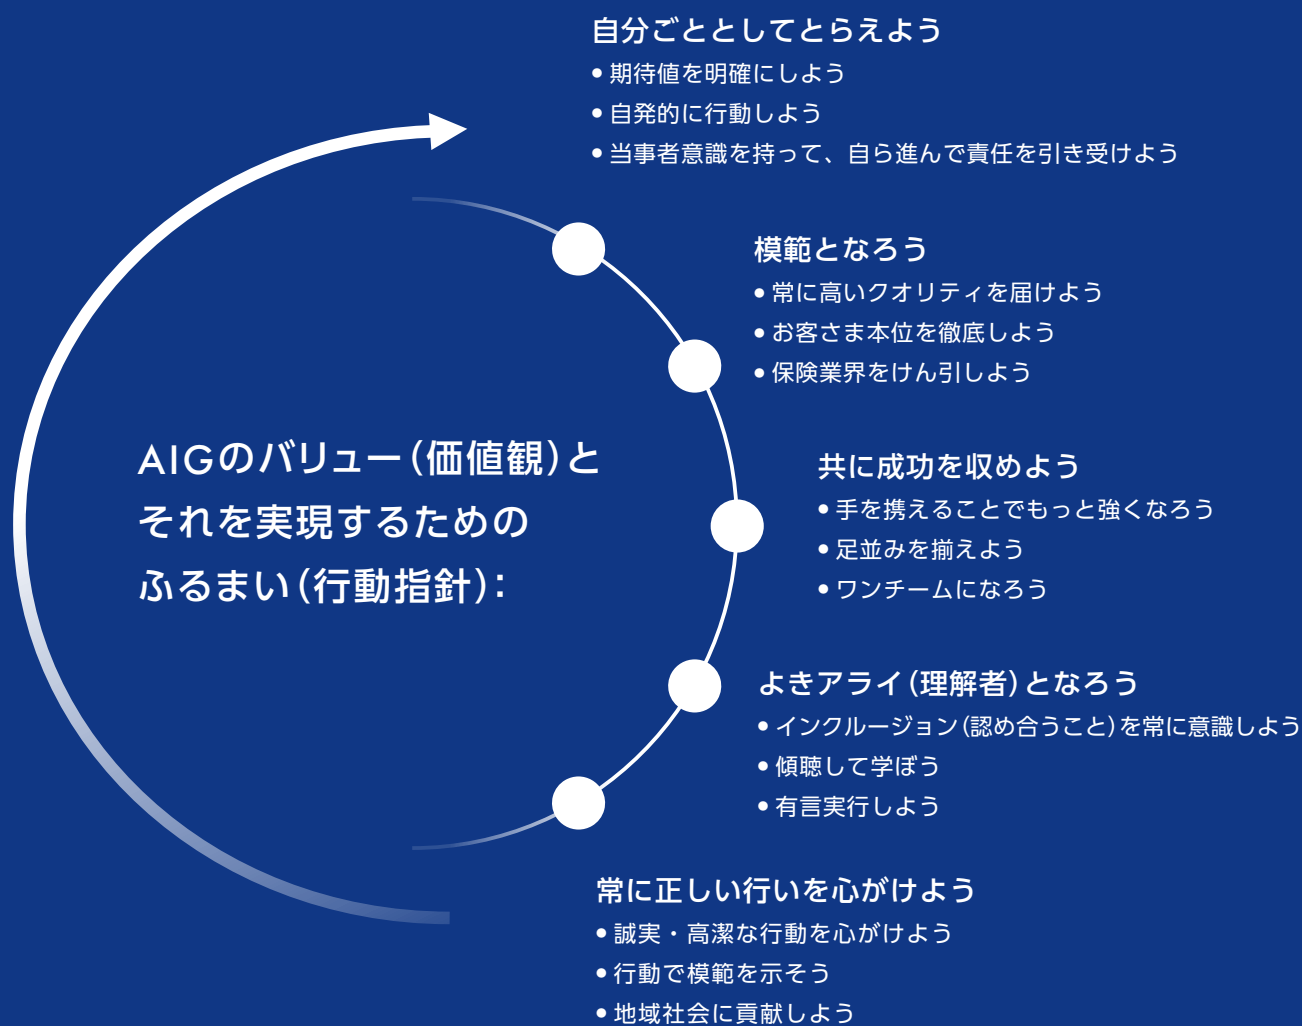 自分ごととしてとらえよう
• 期待値を明確にしよう
• 自発的に行動しよう
• 当事者意識を持って、自ら進んで責任を引き受けよう
模範となろう
• 常に高いクオリティを届けよう
• お客さま本位を徹底しよう
• 保険業界をけん引しよう
AIGのバリュー(価値観)と
それを実現するための
ふるまい(行動指針):
共に成功を収めよう
• 手を携えることでもっと強くなろう
• 足並みを揃えよう
• ワンチームになろう
よきアライ(理解者)となろう
• インクルージョン(認め合うこと)を常に意識しよう
• 傾聴して学ぼう
• 有言実行しよう
常に正しい行いを心がけよう
• 誠実・高潔な行動を心がけよう
• 行動で模範を示そう
• 地域社会に貢献しよう